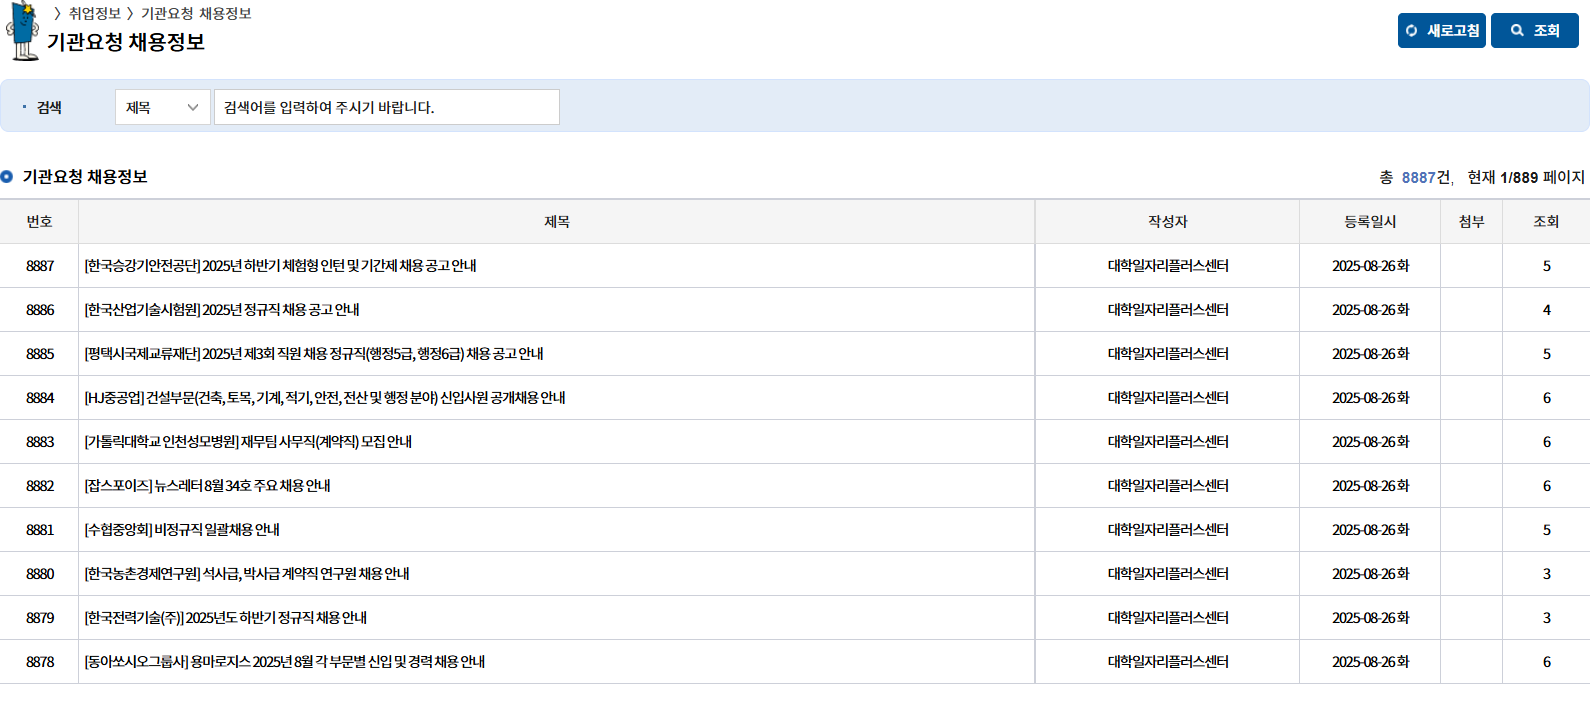 〉 취업정보 〉 기관요청 채용정보
기관요청 채용정보
새로고침 조회
· 검색 제목 검색어를 입력하여 주시기 바랍니다.
기관요청 채용정보
총 8887건, 현재 1/889 페이지
번호 제목 작성자 등록일시 첨부 조회
8887 [한국승강기안전공단] 2025년 하반기 체험형 인턴 및 기간제 채용 공고 안내 대학일자리플러스센터 2025-08-26 화 5
8886 [한국산업기술시험원] 2025년 정규직 채용 공고 안내 대학일자리플러스센터 2025-08-26 화 4
8885 [평택시국제교류재단] 2025년 제3회 직원 채용 정규직(행정5급, 행정6급) 채용 공고 안내 대학일자리플러스센터 2025-08-26 화 5
8884 [HJ중공업] 건설부문(건축, 토목, 기계, 적기, 안전, 전산 및 행정 분야) 신입사원 공개채용 안내 대학일자리플러스센터 2025-08-26 화 6
8883 [가톨릭대학교 인천성모병원] 재무팀 사무직(계약직) 모집 안내 대학일자리플러스센터 2025-08-26 화 6
8882 [잡스포이즈] 뉴스레터 8월 34호 주요 채용 안내 대학일자리플러스센터 2025-08-26 화 6
8881 [수협중앙회] 비정규직 일괄채용 안내 대학일자리플러스센터 2025-08-26 화 5
8880 [한국농촌경제연구원] 석사급, 박사급 계약직 연구원 채용 안내 대학일자리플러스센터 2025-08-26 화 3
8879 [한국전력기술(주)] 2025년도 하반기 정규직 채용 안내 대학일자리플러스센터 2025-08-26 화 3
8878 [동아쏘시오그룹사] 용마로지스 2025년 8월 각 부문별 신입 및 경력 채용 안내 대학일자리플러스센터 2025-08-26 화 6